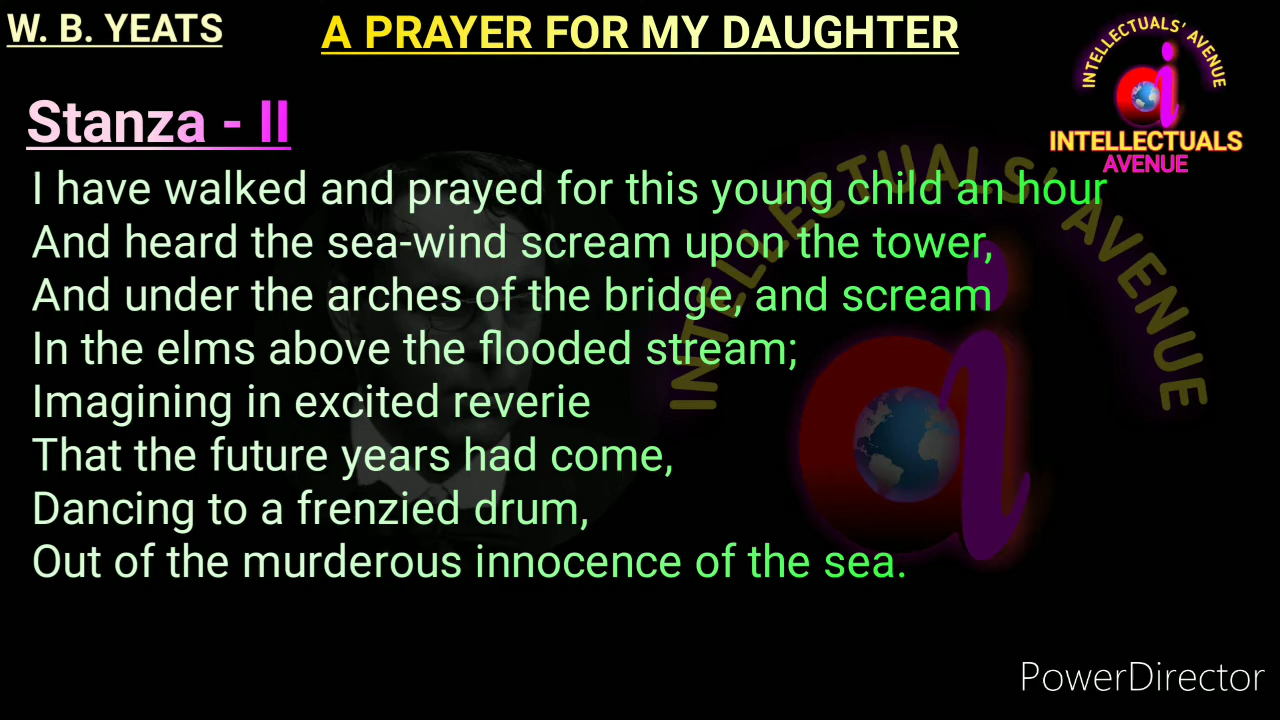 W. B. YEATS
A PRAYER FOR MY DAUGHTER
INTELLECTUALS' AVENUE
INTELLECTUALS
AVENUE
Stanza - II
I have walked and prayed for this young child an hour
And heard the sea-wind scream upon the tower,
And under the arches of the bridge, and scream
In the elms above the flooded stream;
Imagining in excited reverie
That the future years had come,
Dancing to a frenzied drum,
Out of the murderous innocence of the sea.
INTELLECTUALS' AVENUE
PowerDirector